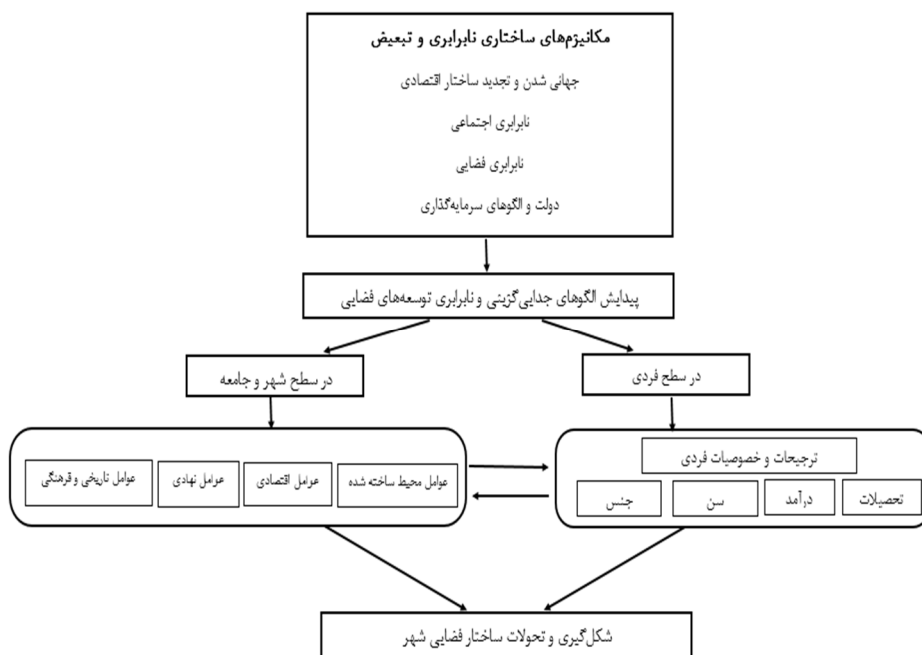 مکانیزم‌های ساختاری نابرابری و تبعیض
جهانی شدن و تجدید ساختار اقتصادی
نابرابری اجتماعی
نابرابری فضایی
دولت و الگوهای سرمایه‌گذاری
پیدایش الگوهای جدایی‌گزینی و نابرابری توسعه‌های فضایی
در سطح فردی
در سطح شهر و جامعه
ترجیحات و خصوصیات فردی
تحصیلات
درآمد
سن
جنس
عوامل محیط ساخته شده
عوامل اقتصادی
عوامل نهادی
عوامل تاریخی و فرهنگی
شکل‌گیری و تحولات ساختار فضایی شهر